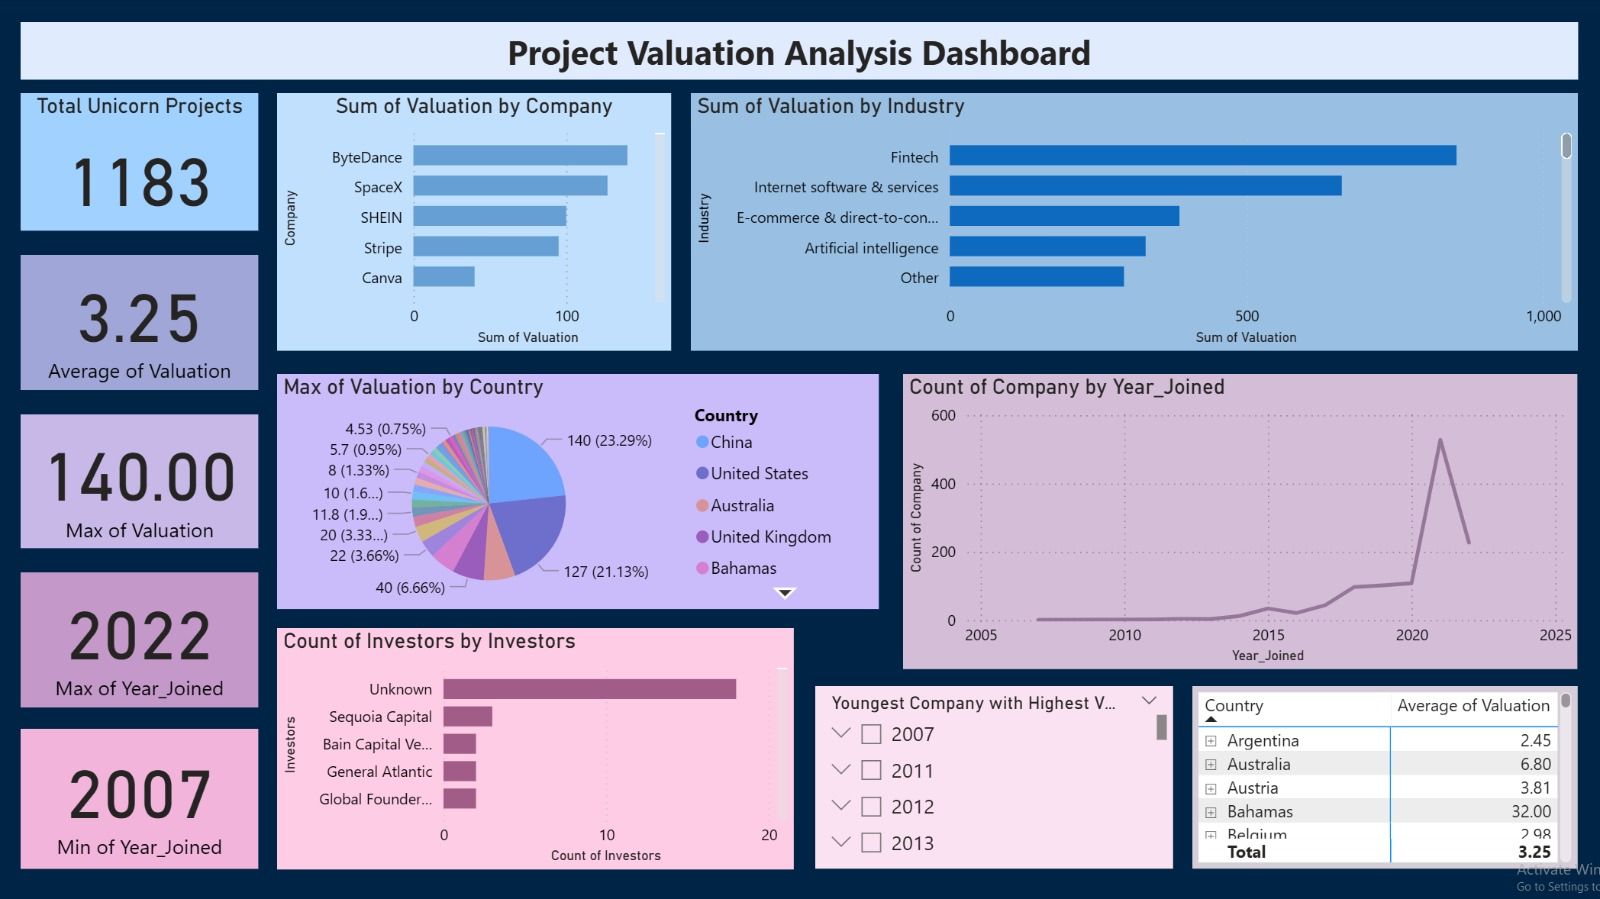 Project Valuation Analysis Dashboard
Total Unicorn Projects
1183
3.25
Average of Valuation
140.00
Max of Valuation
2022
Max of Year_Joined
2007
Min of Year_Joined
Sum of Valuation by Company
Company
ByteDance
SpaceX
SHEIN
Stripe
Canva
0 100
Sum of Valuation
Sum of Valuation by Industry
Industry
Fintech
Internet software & services
E-commerce & direct-to-con...
Artificial intelligence
Other
0 500 1,000
Sum of Valuation
Max of Valuation by Country
4.53 (0.75%)
5.7 (0.95%)
8 (1.33%)
10 (1.6...)
11.8 (1.9...)
20 (3.33...)
22 (3.66%)
40 (6.66%)
140 (23.29%)
127 (21.13%)
Country
China
United States
Australia
United Kingdom
Bahamas
Count of Company by Year_Joined
Count of Company
600
400
200
0
2005 2010 2015 2020 2025
Year_Joined
Count of Investors by Investors
Investors
Unknown
Sequoia Capital
Bain Capital Ve...
General Atlantic
Global Founder...
0 10 20
Count of Investors
Youngest Company with Highest V...
2007
2011
2012
2013
Country Average of Valuation
Argentina 2.45
Australia 6.80
Austria 3.81
Bahamas 32.00
Belgium 2.98
Total 3.25
Activate Win
Go to Settings to